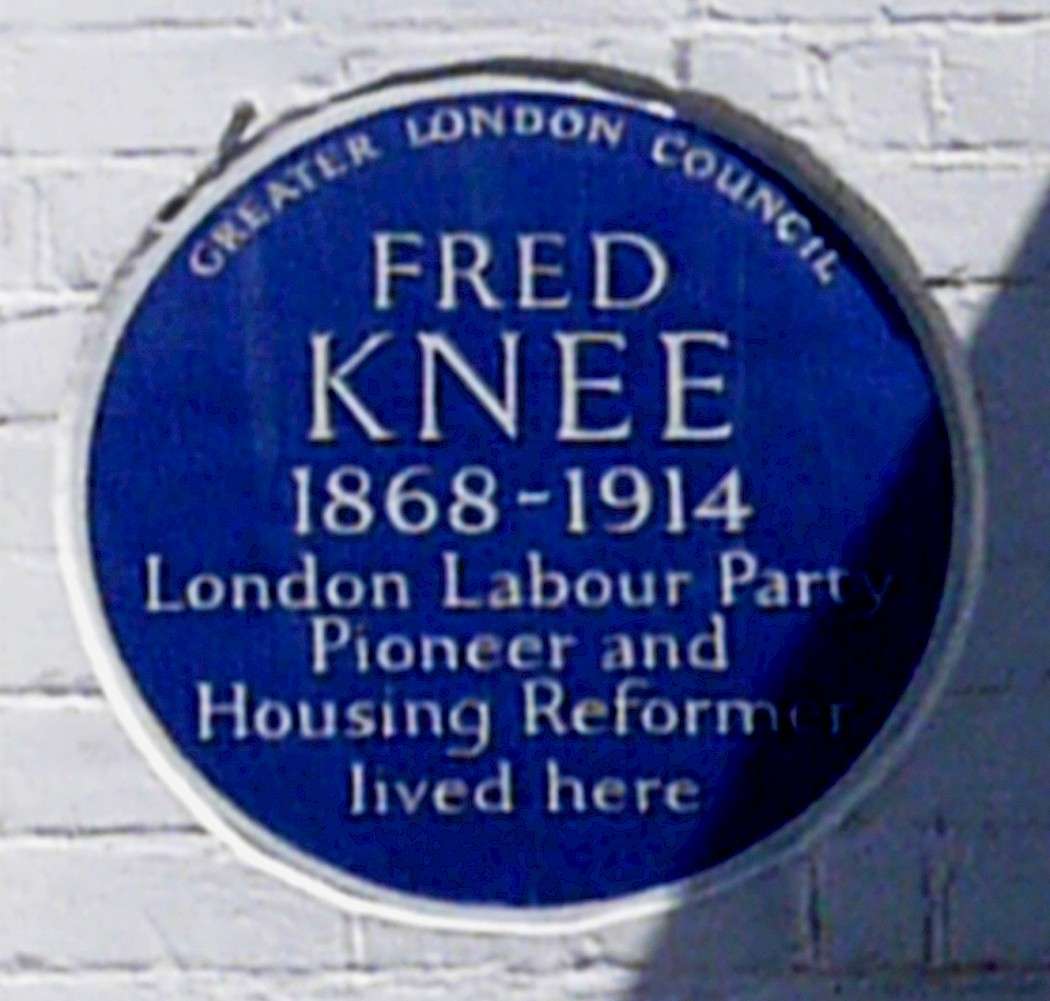 GREATER LONDON COUNCIL
FRED
KNEE
1868-1914
London Labour Party
Pioneer and
Housing Reformer
lived here